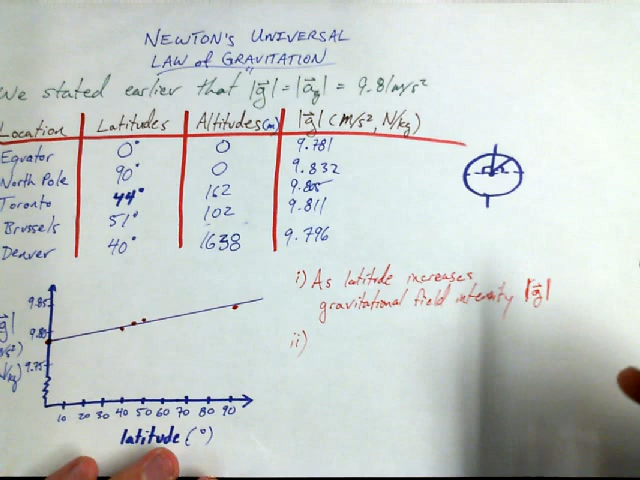 NEWTON'S UNIVERSAL
LAW of GRAVITATION
We stated earlier that |g⃗| = |a⃗g| = 9.81 m/s²
Location Latitudes Altitudes (m) |g⃗| (m/s², N/kg)
Equator 0° 0 9.781
North Pole 90° 0 9.832
Toronto 44° 162 9.805
Brussels 51° 102 9.811
Denver 40° 1638 9.796
i) As latitude increases
gravitational field intensity |g⃗|
ii)
9.85
9.80
9.75
10 20 30 40 50 60 70 80 90
latitude (°)